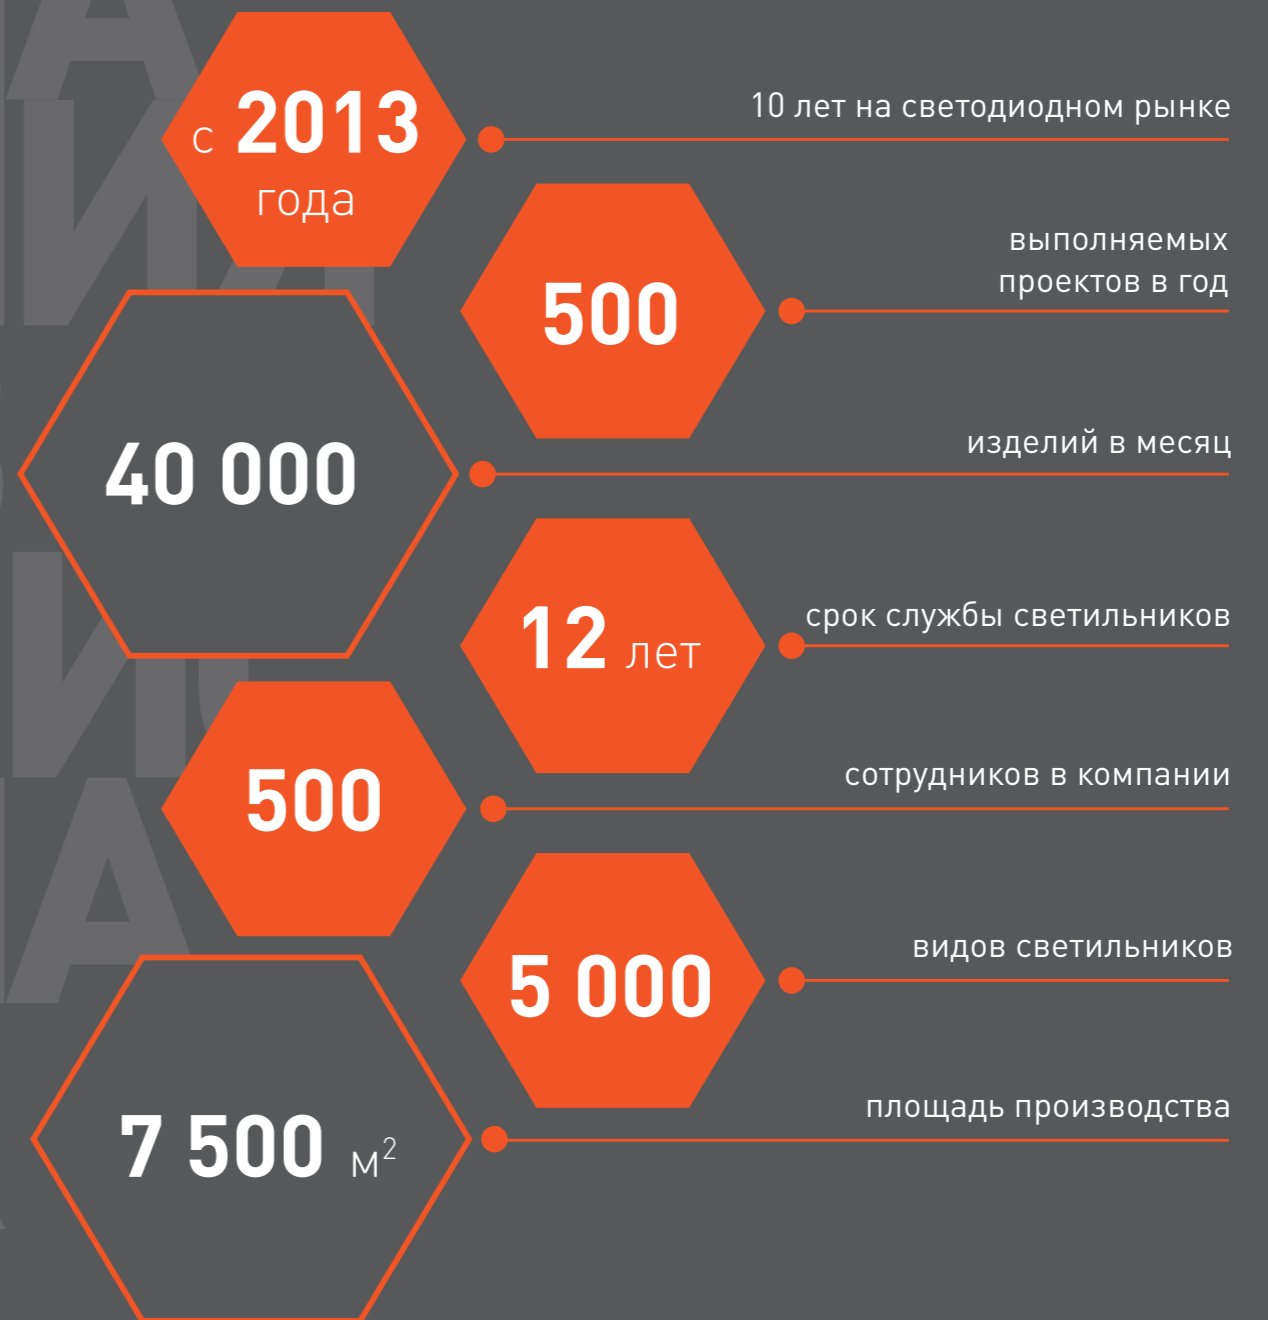 с 2013
года
10 лет на светодиодном рынке
500
выполняемых
проектов в год
40 000
изделий в месяц
12 лет
срок службы светильников
500
сотрудников в компании
5 000
видов светильников
7 500 м²
площадь производства